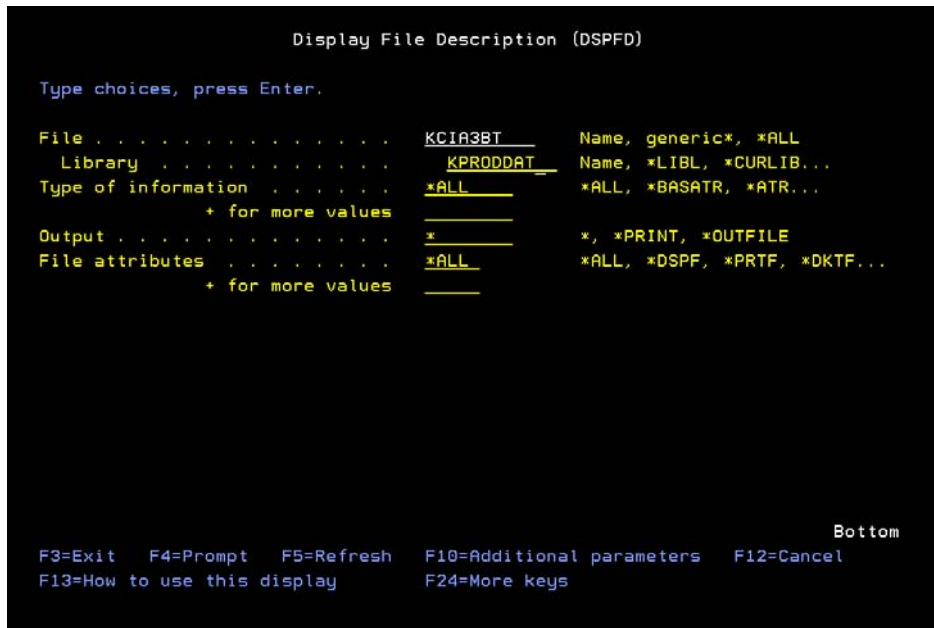 Display File Description (DSPFD)
Type choices, press Enter.
File . . . . . . . . . . . . . . KCIA3BT Name, generic*, *ALL
Library . . . . . . . . . . . KPRODDAT Name, *LIBL, *CURLIB...
Type of information . . . . . . *ALL *ALL, *BASATR, *ATR...
+ for more values
Output . . . . . . . . . . . . . * *, *PRINT, *OUTFILE
File attributes . . . . . . . . *ALL *ALL, *DSPF, *PRTF, *DKTF...
+ for more values
Bottom
F3=Exit F4=Prompt F5=Refresh F10=Additional parameters F12=Cancel
F13=How to use this display F24=More keys